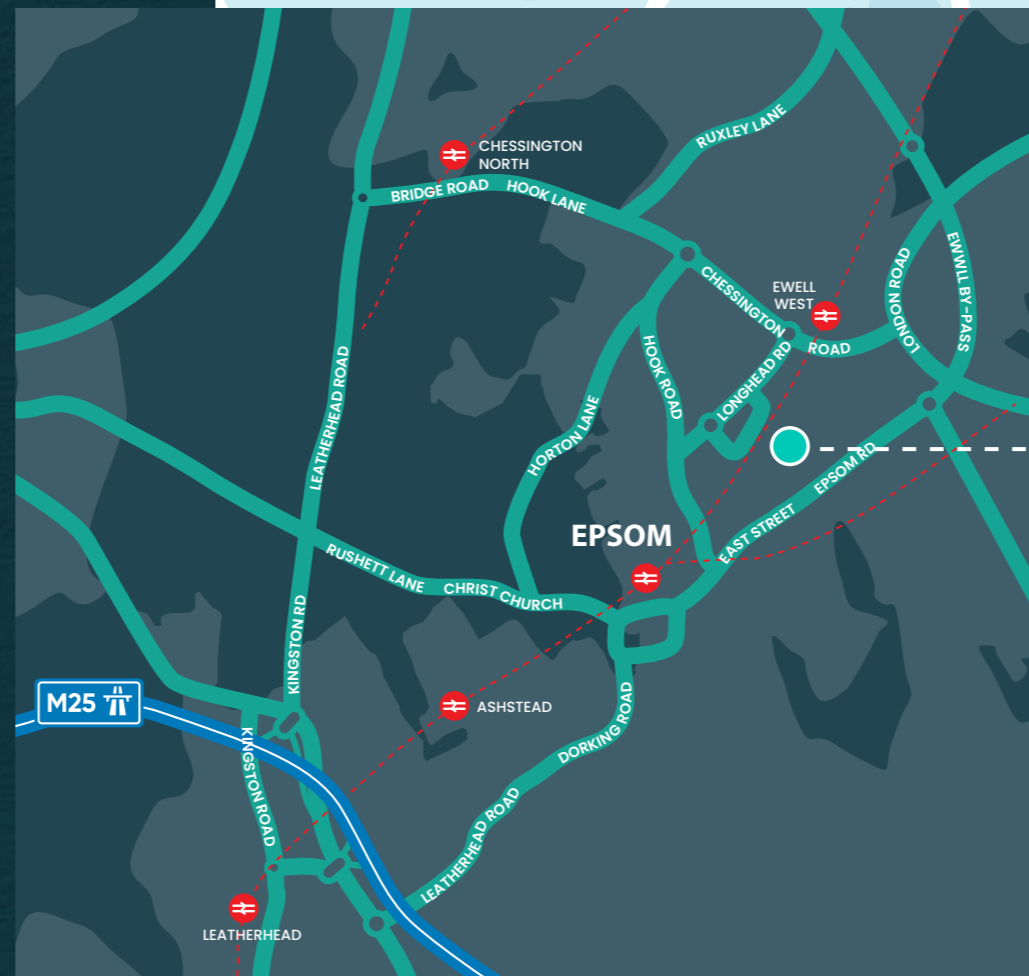 CHESSINGTON
NORTH
RUXLEY LANE
BRIDGE ROAD
HOOK LANE
EWWLL BY-PASS
LONDON ROAD
CHESSINGTON
ROAD
EWELL
WEST
HOOK ROAD
LONGHEAD RD
LEATHERHEAD ROAD
HORTON LANE
EPSOM RD
EAST STREET
EPSOM
RUSHETT LANE
CHRIST CHURCH
KINGSTON RD
M25
ASHSTEAD
DORKING ROAD
KINGSTON ROAD
LEATHERHEAD ROAD
LEATHERHEAD